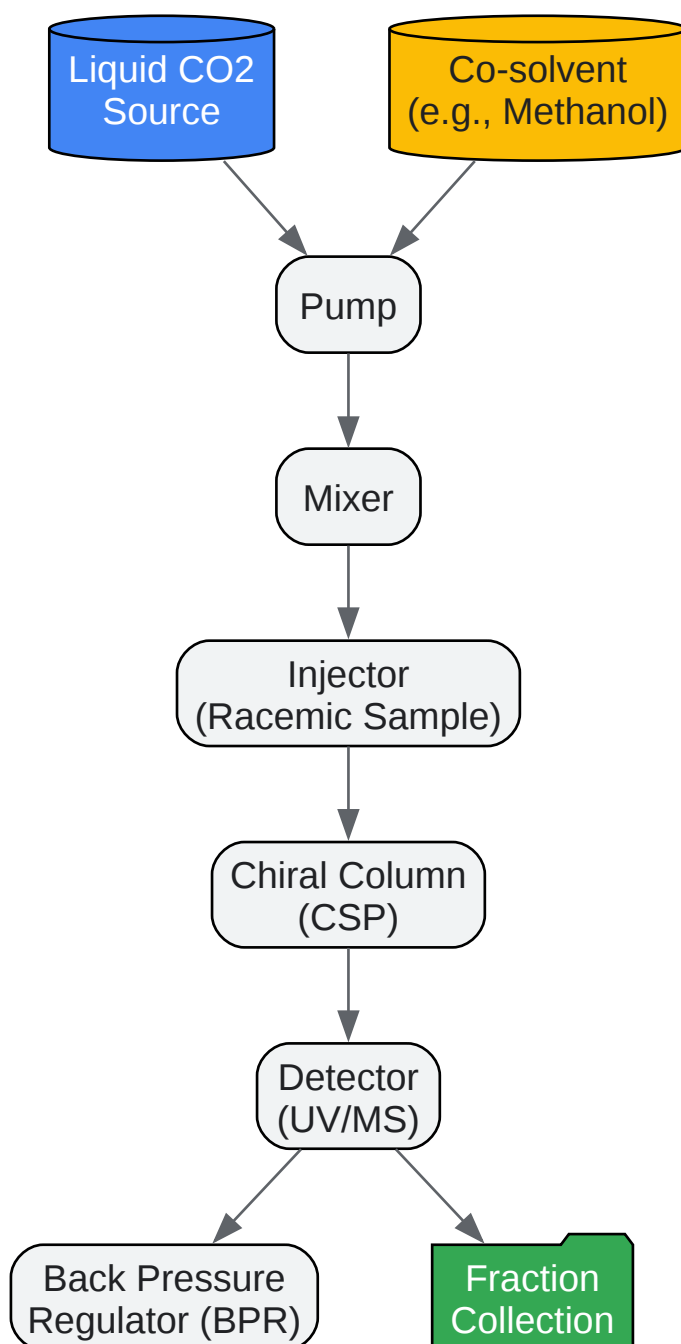 Liquid CO2
Source
Co-solvent
(e.g., Methanol)
Pump
Mixer
Injector
(Racemic Sample)
Chiral Column
(CSP)
Detector
(UV/MS)
Back Pressure
Regulator (BPR)
Fraction
Collection